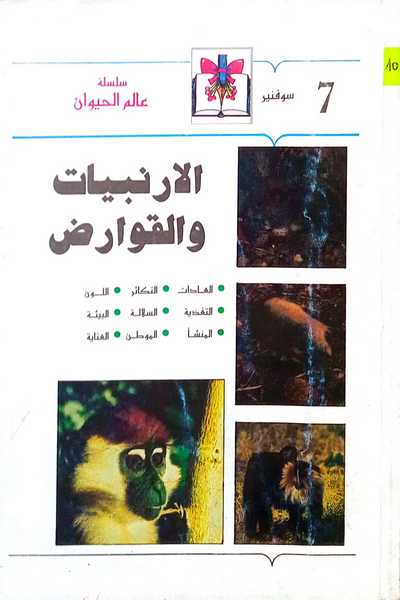 سلسلة
عالم الحيوان
سوفنير
7
10
الارنبيات
والقوارض
العادات • التكاثر • اللون
التغذية • السلالة • البيئة
المنشأ • الموطن • العناية